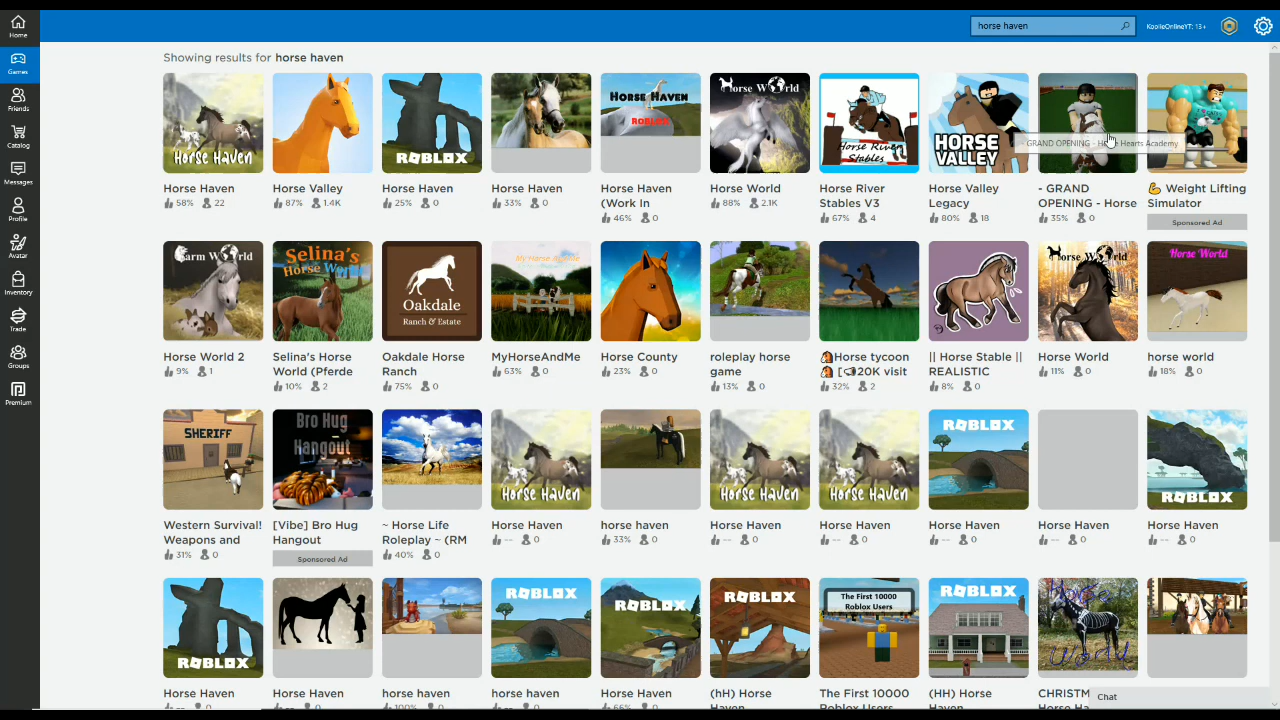 Home
Games
Friends
Catalog
Messages
Profile
Avatar
Inventory
Trade
Groups
Premium
horse haven
KoolieOnlineYT: 13+
Showing results for horse haven
Horse Haven
HORSE VALLEY
ROBLOX
HORSE HAVEN
ROBLOX
Horse World
Horse River Stables
- GRAND OPENING - Horse Hearts Academy
Horse Haven
58% 22
Horse Valley
87% 1.4K
Horse Haven
25% 0
Horse Haven
33% 0
Horse Haven
(Work In
46% 0
Horse World
88% 2.1K
Horse River
Stables V3
67% 4
Horse Valley
Legacy
80% 18
- GRAND
OPENING - Horse
35% 0
Weight Lifting
Simulator
Sponsored Ad
Farm World
Selina's
Horse World
Oakdale
Ranch & Estate
Horse World
Horse World
Horse World 2
9% 1
Selina's Horse
World (Pferde
10% 2
Oakdale Horse
Ranch
75% 0
MyHorseAndMe
63% 0
Horse County
23% 0
roleplay horse
game
13% 0
Horse tycoon
[20K visit
32% 2
|| Horse Stable ||
REALISTIC
8% 0
Horse World
11% 0
horse world
18% 0
SHERIFF
Bro Hug
Hangout
Horse Haven
Horse Haven
Horse Haven
ROBLOX
ROBLOX
Western Survival!
Weapons and
31% 0
[Vibe] Bro Hug
Hangout
Sponsored Ad
~ Horse Life
Roleplay ~ (RM
40% 0
Horse Haven
-- 0
horse haven
33% 0
Horse Haven
-- 0
Horse Haven
-- 0
Horse Haven
-- 0
Horse Haven
-- 0
Horse Haven
-- 0
ROBLOX
ROBLOX
ROBLOX
ROBLOX
The First 10000
Roblox Users
ROBLOX
Horse Haven
Horse Haven
horse haven
horse haven
Horse Haven
(hH) Horse
The First 10000
(HH) Horse
CHRISTM
Chat